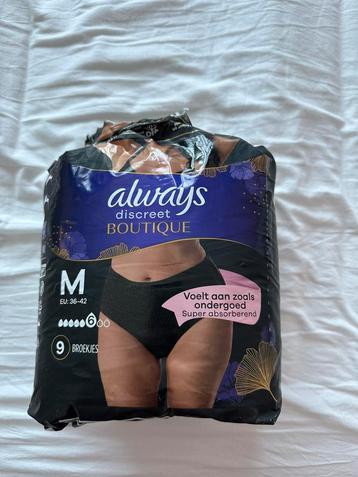 always
discreet
BOUTIQUE
M
EU: 36-42
6
9 BROEKJES
Voelt aan zoals
ondergoed
Super absorberend